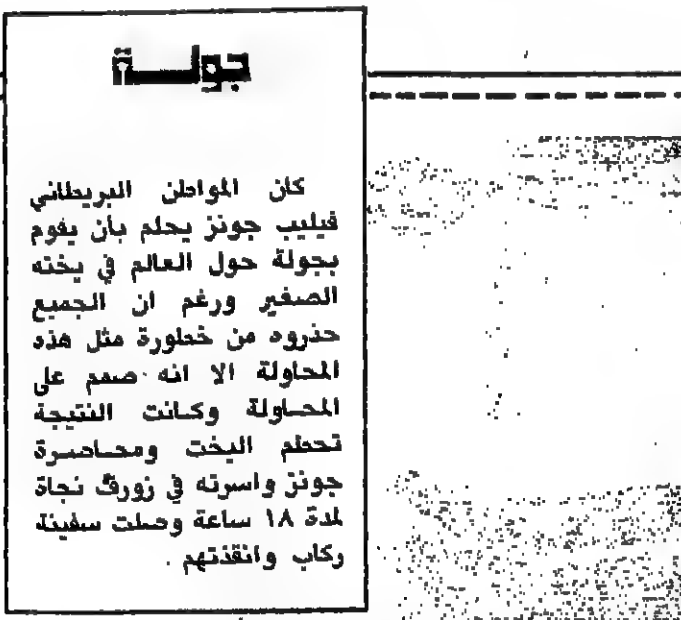 جولة
كان المواطن البريطاني
فيليب جونز يحلم بأن يقوم
بجولة حول العالم في يخته
الصغير ورغم ان الجميع
حذروه من خطورة مثل هذه
المحاولة الا انه صمم على
المحاولة وكانت النتيجة
تحطم اليخت ومحاصرة
جونز واسرته في زورق نجاة
لمدة ١٨ ساعة وصلت سفينة
ركاب وانقذتهم .